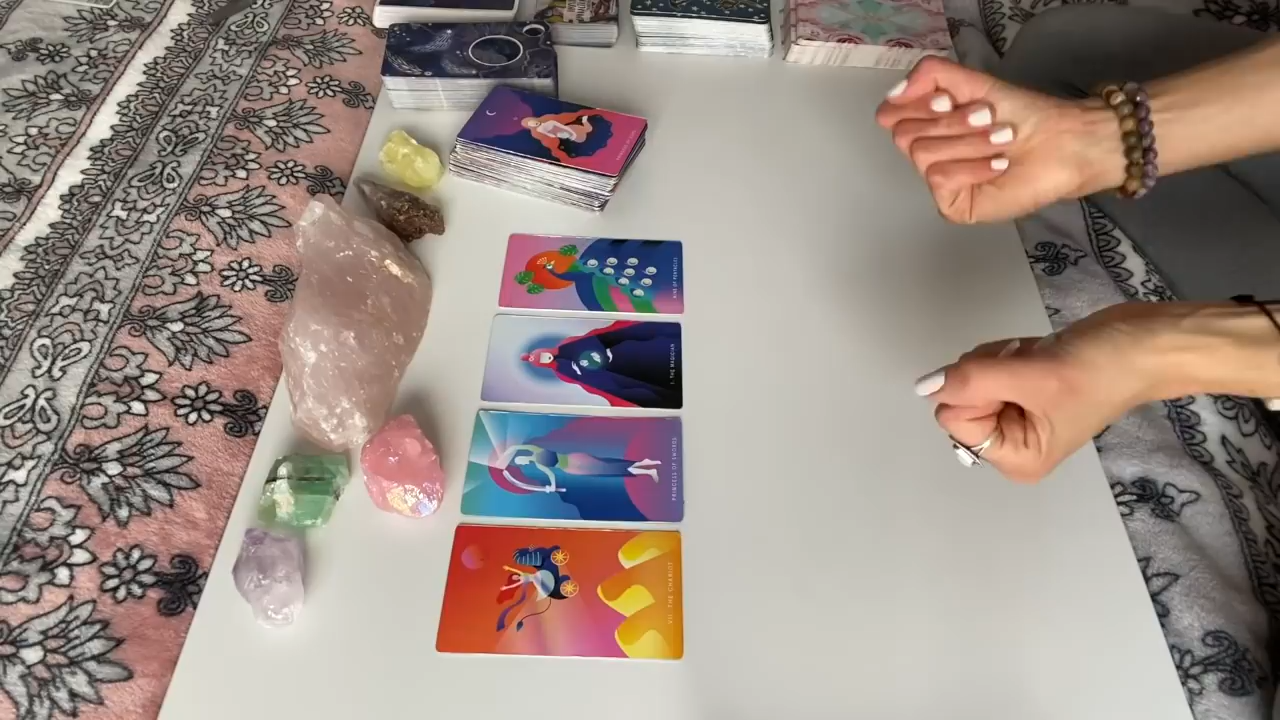 NINE OF PENTACLES
I. THE MAGICIAN
PRINCESS OF SWORDS
VII. THE CHARIOT